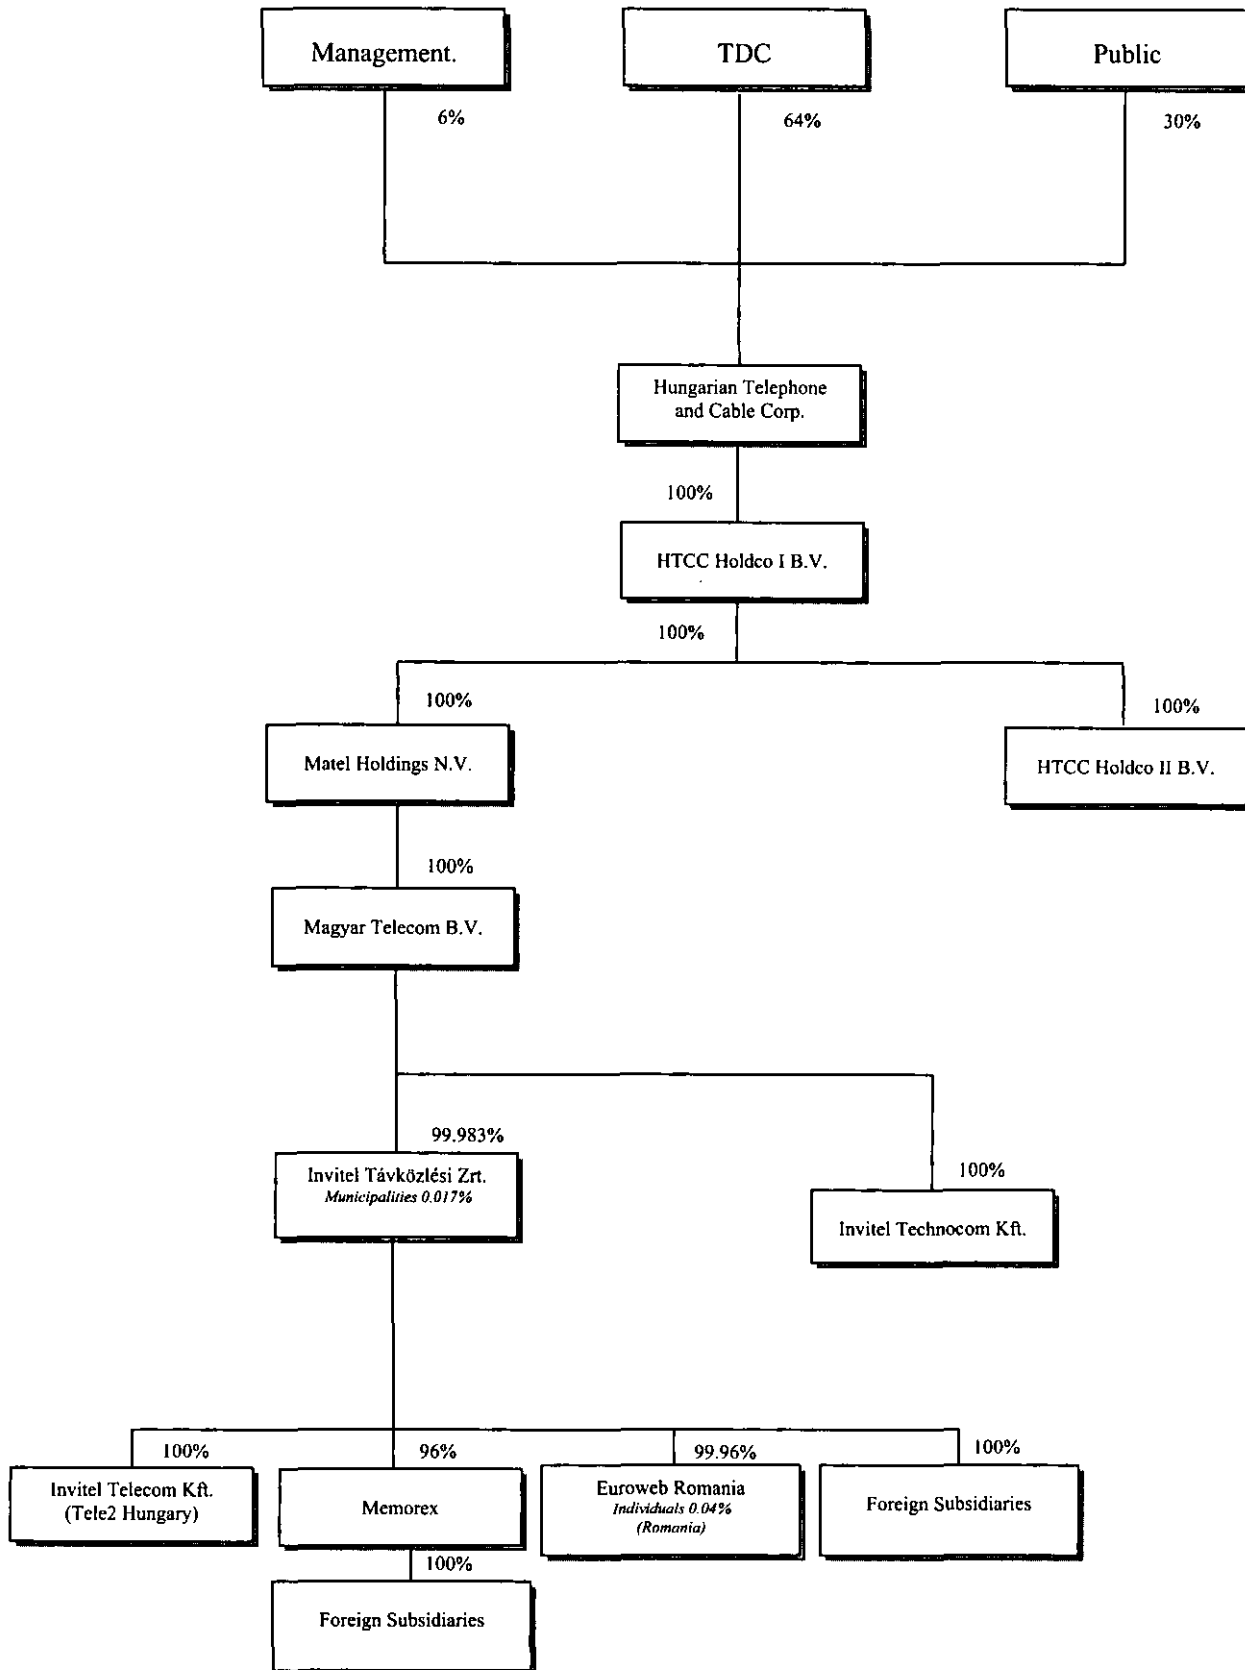 Management.
TDC
Public
6%
64%
30%
Hungarian Telephone
and Cable Corp.
100%
HTCC Holdco I B.V.
100%
100%
100%
Matel Holdings N.V.
HTCC Holdco II B.V.
100%
Magyar Telecom B.V.
99.983%
Invitel Távközlési Zrt.
Municipalities 0.017%
100%
Invitel Technocom Kft.
100%
96%
99.96%
100%
Invitel Telecom Kft.
(Tele2 Hungary)
Memorex
Euroweb Romania
Individuals 0.04%
(Romania)
Foreign Subsidiaries
100%
Foreign Subsidiaries